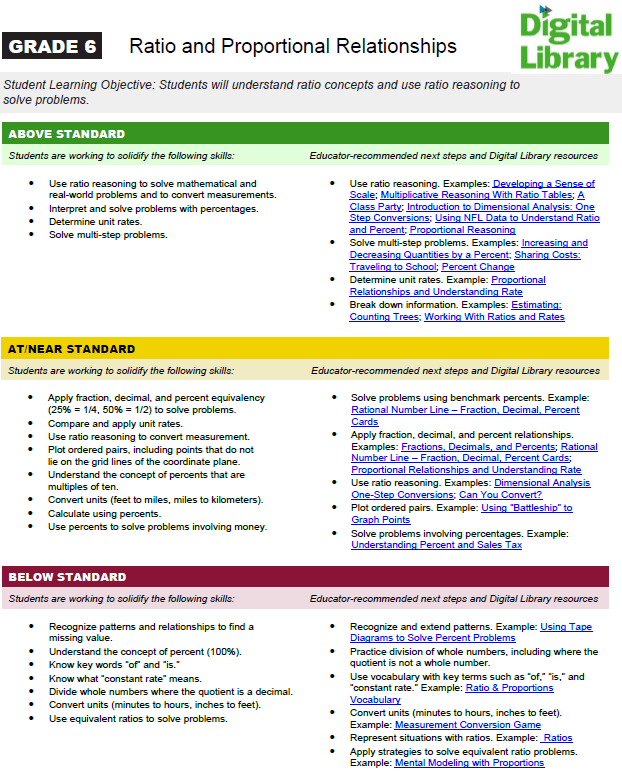 Digital
Library
GRADE 6
Ratio and Proportional Relationships
Student Learning Objective: Students will understand ratio concepts and use ratio reasoning to
solve problems.
ABOVE STANDARD
Students are working to solidify the following skills:
Educator-recommended next steps and Digital Library resources
• Use ratio reasoning to solve mathematical and
real-world problems and to convert measurements.
• Interpret and solve problems with percentages.
• Determine unit rates.
• Solve multi-step problems.
• Use ratio reasoning. Examples: Developing a Sense of
Scale; Multiplicative Reasoning With Ratio Tables; A
Class Party; Introduction to Dimensional Analysis: One
Step Conversions; Using NFL Data to Understand Ratio
and Percent; Proportional Reasoning
• Solve multi-step problems. Examples: Increasing and
Decreasing Quantities by a Percent; Sharing Costs:
Traveling to School; Percent Change
• Determine unit rates. Example: Proportional
Relationships and Understanding Rate
• Break down information. Examples: Estimating:
Counting Trees; Working With Ratios and Rates
AT/NEAR STANDARD
Students are working to solidify the following skills:
Educator-recommended next steps and Digital Library resources
• Apply fraction, decimal, and percent equivalency
(25% = 1/4, 50% = 1/2) to solve problems.
• Compare and apply unit rates.
• Use ratio reasoning to convert measurement.
• Plot ordered pairs, including points that do not
lie on the grid lines of the coordinate plane.
• Understand the concept of percents that are
multiples of ten.
• Convert units (feet to miles, miles to kilometers).
• Calculate using percents.
• Use percents to solve problems involving money.
• Solve problems using benchmark percents. Example:
Rational Number Line – Fraction, Decimal, Percent
Cards
• Apply fraction, decimal, and percent relationships.
Examples: Fractions, Decimals, and Percents; Rational
Number Line – Fraction, Decimal, Percent Cards;
Proportional Relationships and Understanding Rate
• Use ratio reasoning. Examples: Dimensional Analysis
One-Step Conversions; Can You Convert?
• Plot ordered pairs. Example: Using "Battleship" to
Graph Points
• Solve problems involving percentages. Example:
Understanding Percent and Sales Tax
BELOW STANDARD
Students are working to solidify the following skills:
Educator-recommended next steps and Digital Library resources
• Recognize patterns and relationships to find a
missing value.
• Understand the concept of percent (100%).
• Know key words "of" and "is."
• Know what "constant rate" means.
• Divide whole numbers where the quotient is a decimal.
• Convert units (minutes to hours, inches to feet).
• Use equivalent ratios to solve problems.
• Recognize and extend patterns. Example: Using Tape
Diagrams to Solve Percent Problems
• Practice division of whole numbers, including where the
quotient is not a whole number.
• Use vocabulary with key terms such as "of," "is," and
"constant rate." Example: Ratio & Proportions
Vocabulary
• Convert units (minutes to hours, inches to feet).
Example: Measurement Conversion Game
• Represent situations with ratios. Example: Ratios
• Apply strategies to solve equivalent ratio problems.
Example: Mental Modeling with Proportions